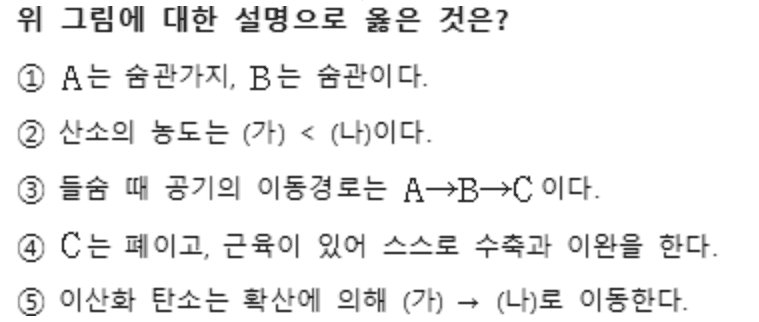 위 그림에 대한 설명으로 옳은 것은?
① A는 숨관가지, B는 숨관이다.
② 산소의 농도는 (가) < (나)이다.
③ 들숨 때 공기의 이동경로는 A→B→C 이다.
④ C는 폐이고, 근육이 있어 스스로 수축과 이완을 한다.
⑤ 이산화 탄소는 확산에 의해 (가) → (나)로 이동한다.